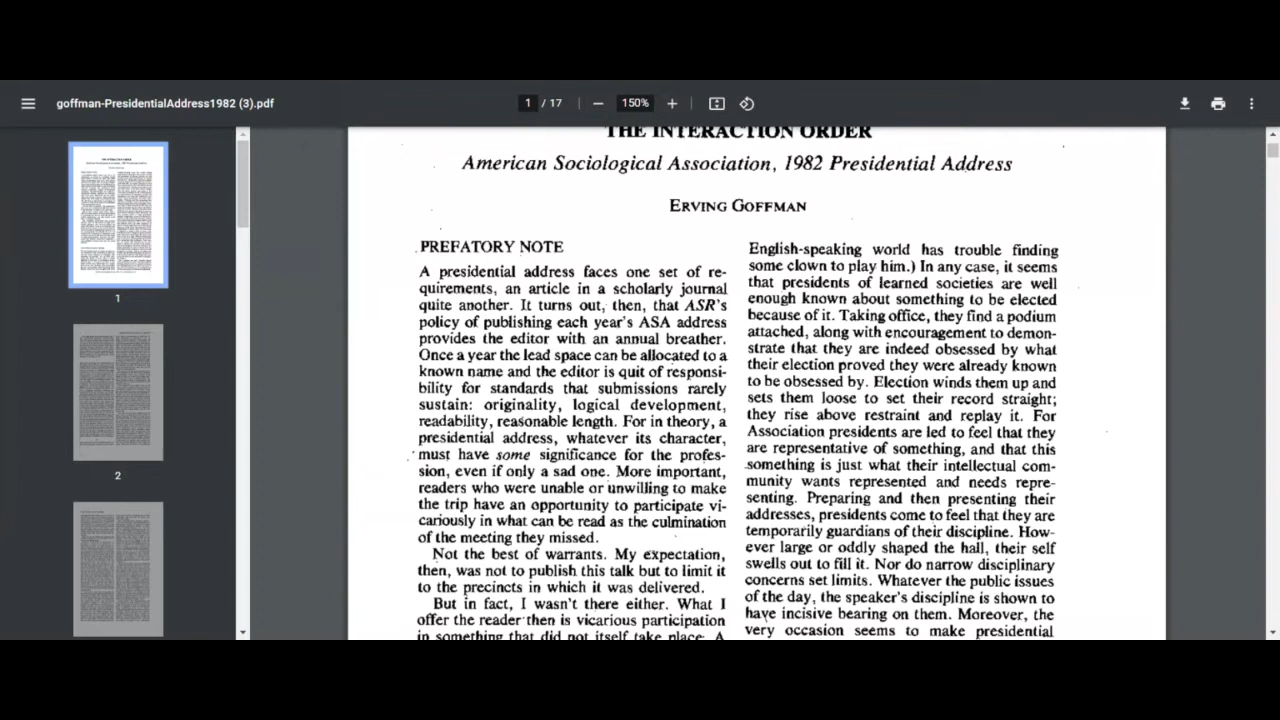 goffman-PresidentialAddress1982 (3).pdf
1 / 17
150%
1
2
THE INTERACTION ORDER
American Sociological Association, 1982 Presidential Address
ERVING GOFFMAN
PREFATORY NOTE
A presidential address faces one set of re-
quirements, an article in a scholarly journal
quite another. It turns out, then, that ASR's
policy of publishing each year's ASA address
provides the editor with an annual breather.
Once a year the lead space can be allocated to a
known name and the editor is quit of responsi-
bility for standards that submissions rarely
sustain: originality, logical development,
readability, reasonable length. For in theory, a
presidential address, whatever its character,
must have some significance for the profes-
sion, even if only a sad one. More important,
readers who were unable or unwilling to make
the trip have an opportunity to participate vi-
cariously in what can be read as the culmination
of the meeting they missed.
Not the best of warrants. My expectation,
then, was not to publish this talk but to limit it
to the precincts in which it was delivered.
But in fact, I wasn't there either. What I
offer the reader then is vicarious participation
in something that did not itself take place. A
English-speaking world has trouble finding
some clown to play him.) In any case, it seems
that presidents of learned societies are well
enough known about something to be elected
because of it. Taking office, they find a podium
attached, along with encouragement to demon-
strate that they are indeed obsessed by what
their election proved they were already known
to be obsessed by. Election winds them up and
sets them loose to set their record straight;
they rise above restraint and replay it. For
Association presidents are led to feel that they
are representative of something, and that this
something is just what their intellectual com-
munity wants represented and needs repre-
senting. Preparing and then presenting their
addresses, presidents come to feel that they are
temporarily guardians of their discipline. How-
ever large or oddly shaped the hall, their self
swells out to fill it. Nor do narrow disciplinary
concerns set limits. Whatever the public issues
of the day, the speaker's discipline is shown to
have incisive bearing on them. Moreover, the
very occasion seems to make presidential